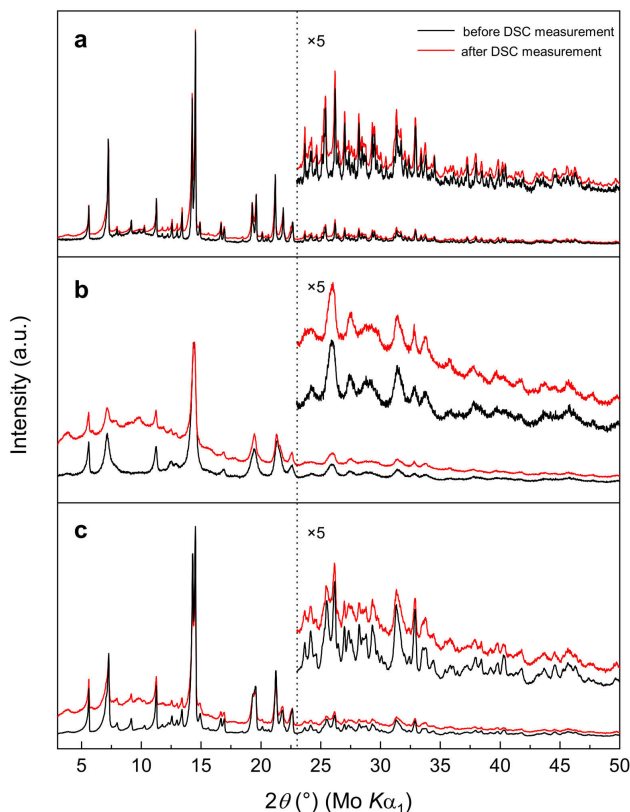 a
×5
before DSC measurement
after DSC measurement
b
×5
c
×5
Intensity (a.u.)
5 10 15 20 25 30 35 40 45 50
2θ (°) (Mo Kα₁)